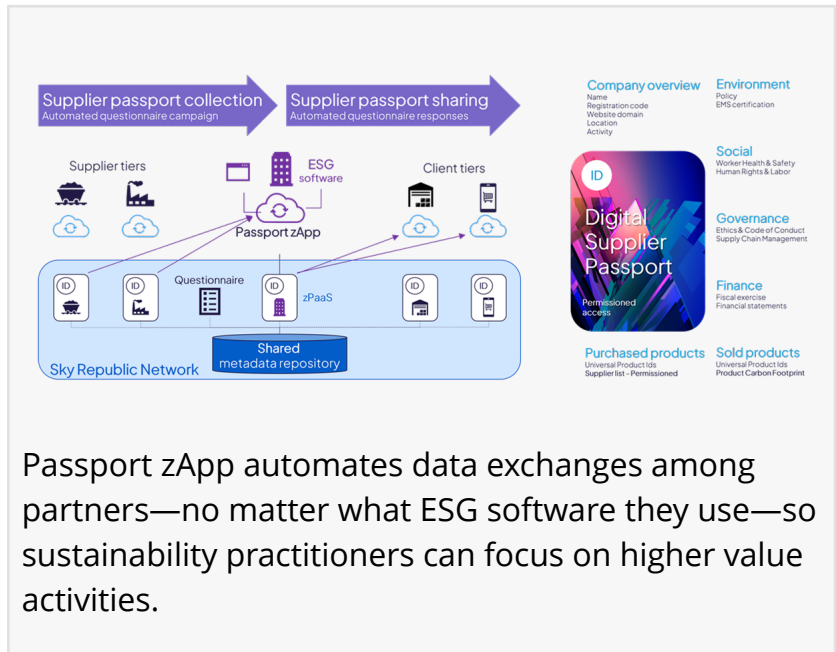 Supplier passport collection
Automated questionnaire campaign
Supplier passport sharing
Automated questionnaire responses
Supplier tiers
ESG
software
Client tiers
Passport zApp
ID
ID
Questionnaire
ID
zPaaS
ID
ID
Shared
metadata repository
Sky Republic Network
Company overview
Name
Registration code
Website domain
Location
Activity
Environment
Policy
EMS certification
Social
Worker Health & Safety
Human Rights & Labor
Governance
Ethics & Code of Conduct
Supply Chain Management
Finance
Fiscal exercise
Financial statements
ID
Digital
Supplier
Passport
Permissioned
access
Purchased products
Universal Product Ids
Supplier list - Permissioned
Sold products
Universal Product Ids
Product Carbon Footprint
Passport zApp automates data exchanges among
partners—no matter what ESG software they use—so
sustainability practitioners can focus on higher value
activities.